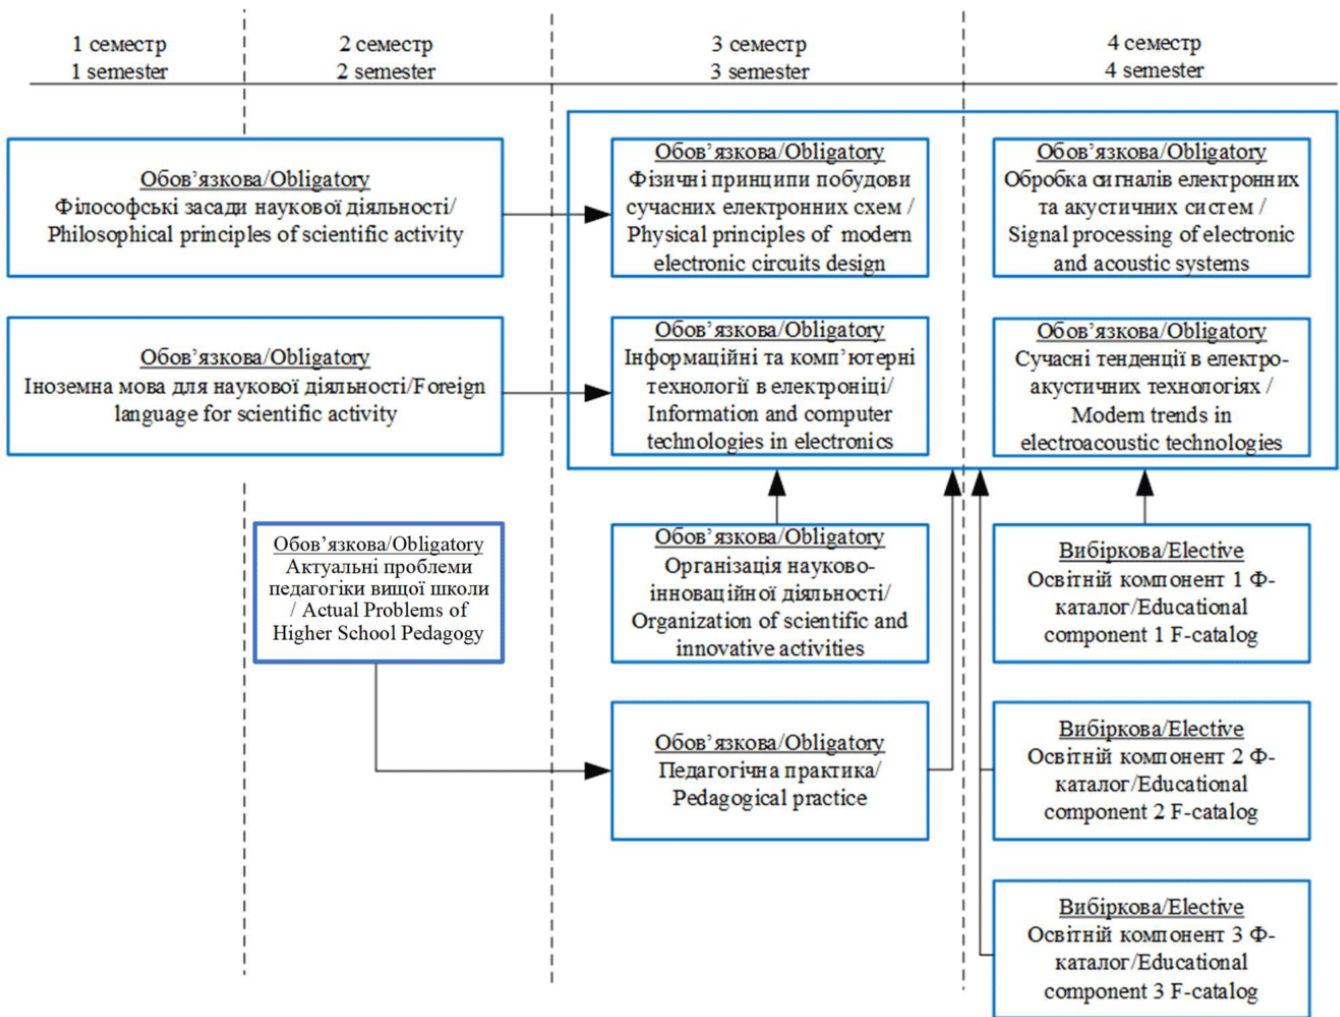 1 семестр
1 semester
2 семестр
2 semester
3 семестр
3 semester
4 семестр
4 semester
Обов’язкова/Obligatory
Філософські засади наукової діяльності/
Philosophical principles of scientific activity
Обов’язкова/Obligatory
Фізичні принципи побудови
сучасних електронних схем /
Physical principles of modern
electronic circuits design
Обов’язкова/Obligatory
Обробка сигналів електронних
та акустичних систем /
Signal processing of electronic
and acoustic systems
Обов’язкова/Obligatory
Іноземна мова для наукової діяльності/Foreign
language for scientific activity
Обов’язкова/Obligatory
Інформаційні та комп’ютерні
технології в електроніці/
Information and computer
technologies in electronics
Обов’язкова/Obligatory
Сучасні тенденції в електро-
акустичних технологіях /
Modern trends in
electroacoustic technologies
Обов’язкова/Obligatory
Актуальні проблеми
педагогіки вищої школи
/ Actual Problems of
Higher School Pedagogy
Обов’язкова/Obligatory
Організація науково-
інноваційної діяльності/
Organization of scientific and
innovative activities
Вибіркова/Elective
Освітній компонент 1 Ф-
каталог/Educational
component 1 F-catalog
Обов’язкова/Obligatory
Педагогічна практика/
Pedagogical practice
Вибіркова/Elective
Освітній компонент 2 Ф-
каталог/Educational
component 2 F-catalog
Вибіркова/Elective
Освітній компонент 3 Ф-
каталог/Educational
component 3 F-catalog